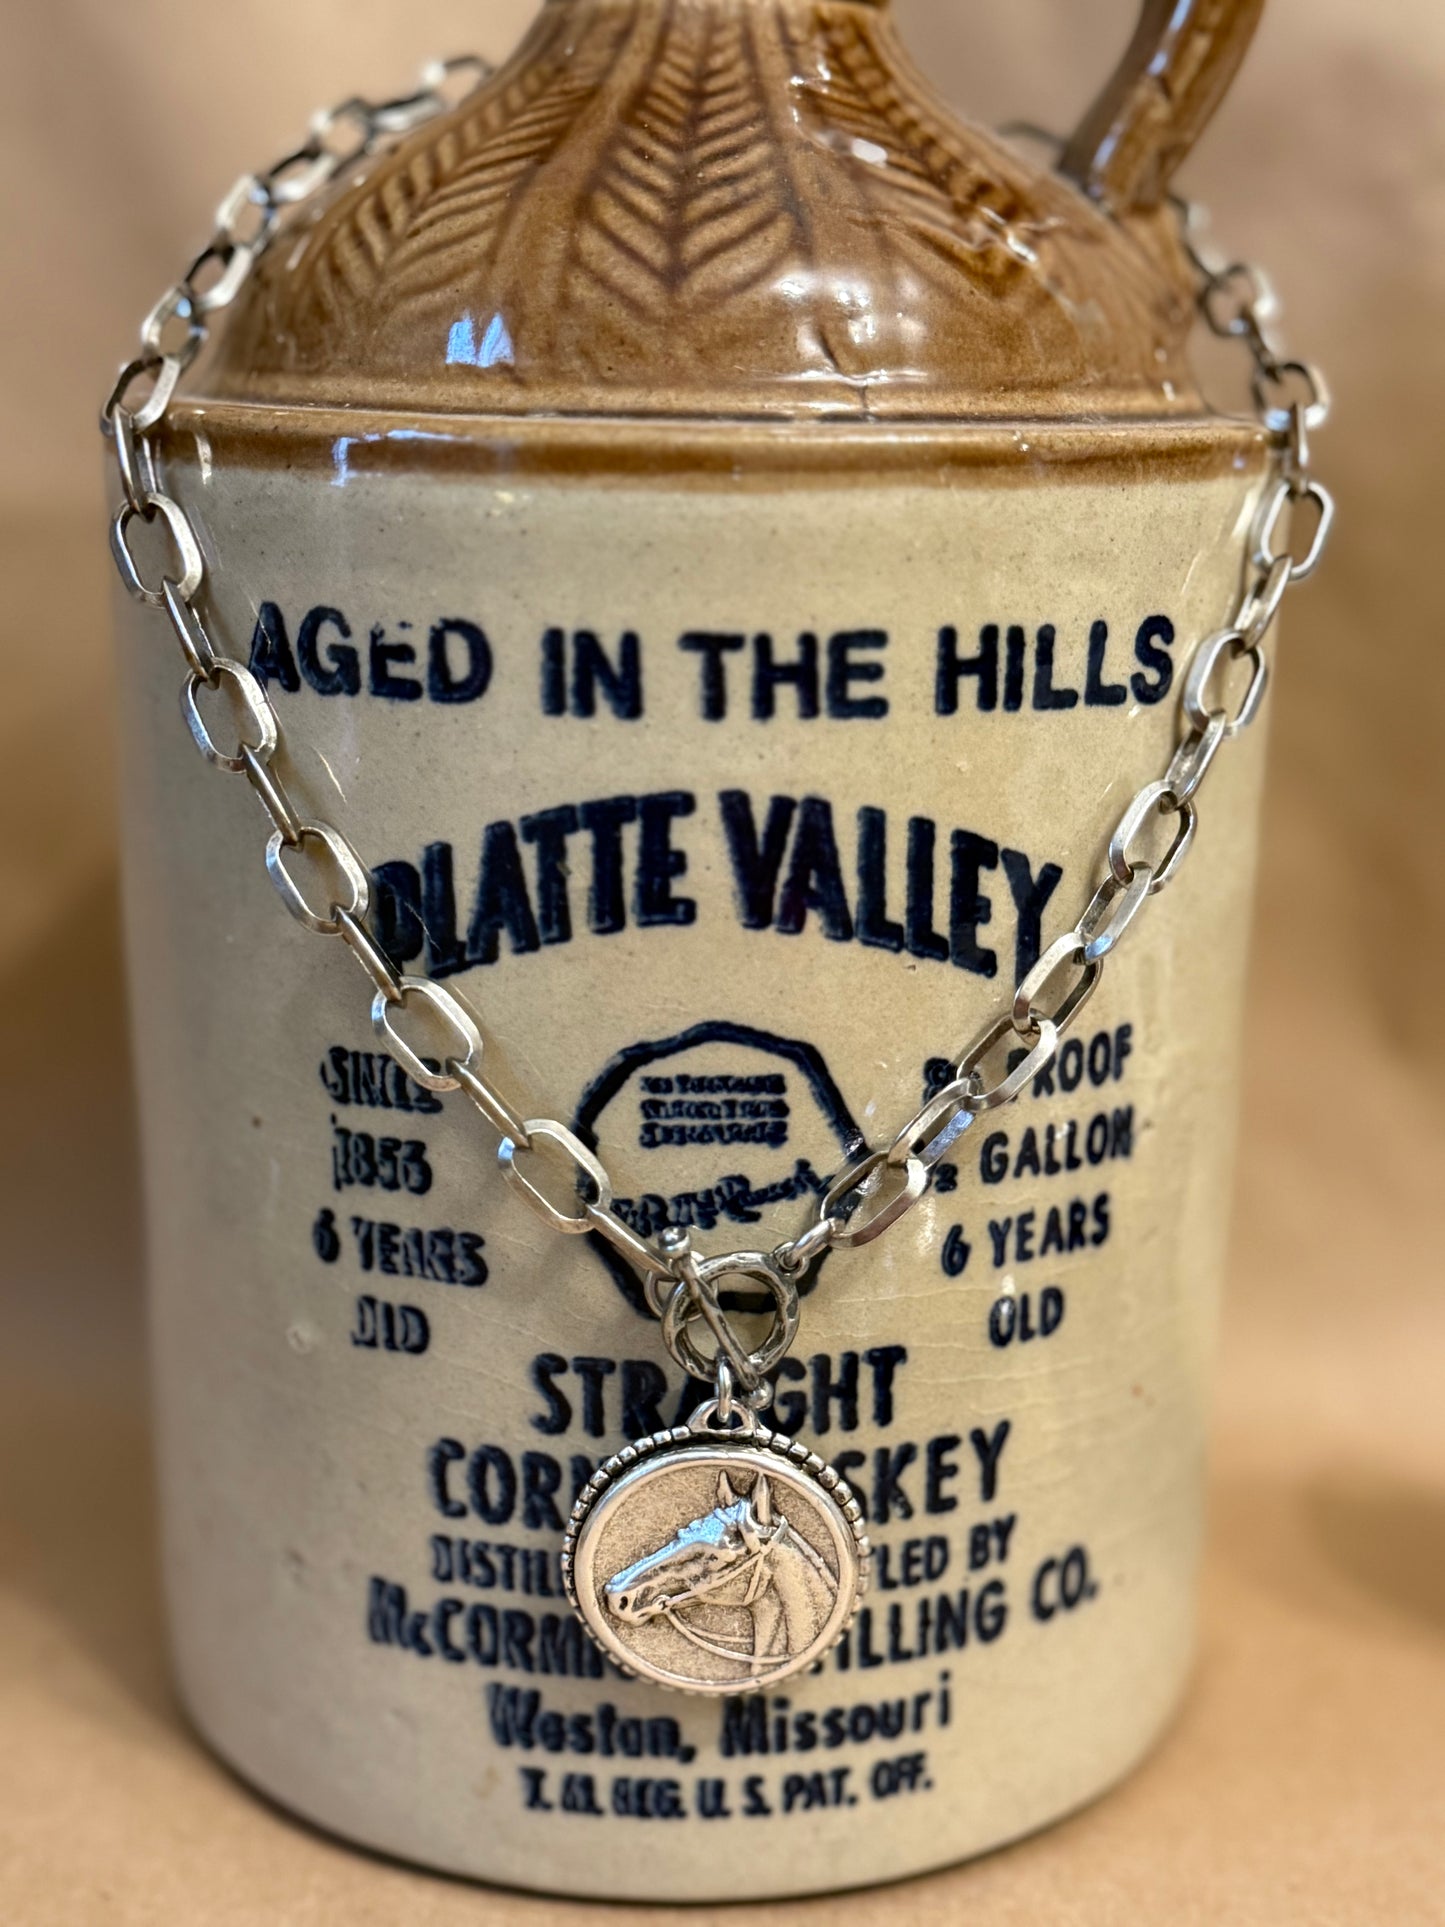 AGED IN THE HILLS
PLATTE VALLEY
SINCE
1856
6 YEARS
OLD
PROOF
GALLON
6 YEARS
OLD
STRAIGHT
CORN WHISKEY
DISTILLED BOTTLED BY
McCORMICK DISTILLING CO.
Weston, Missouri
T. M. REG. U. S. PAT. OFF.